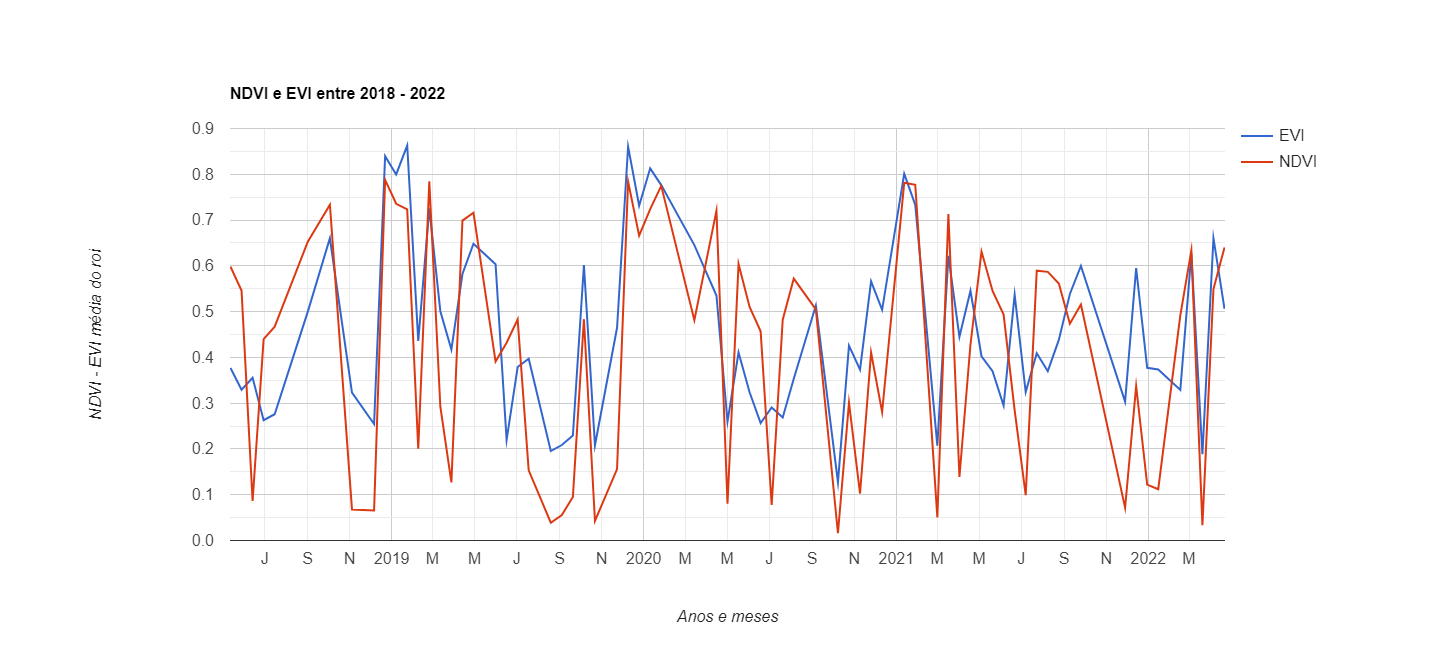 NDVI e EVI entre 2018 - 2022
EVI
NDVI
NDVI - EVI média do roi
0.9
0.8
0.7
0.6
0.5
0.4
0.3
0.2
0.1
0.0
J S N 2019 M M J S N 2020 M M J S N 2021 M M J S N 2022 M
Anos e meses